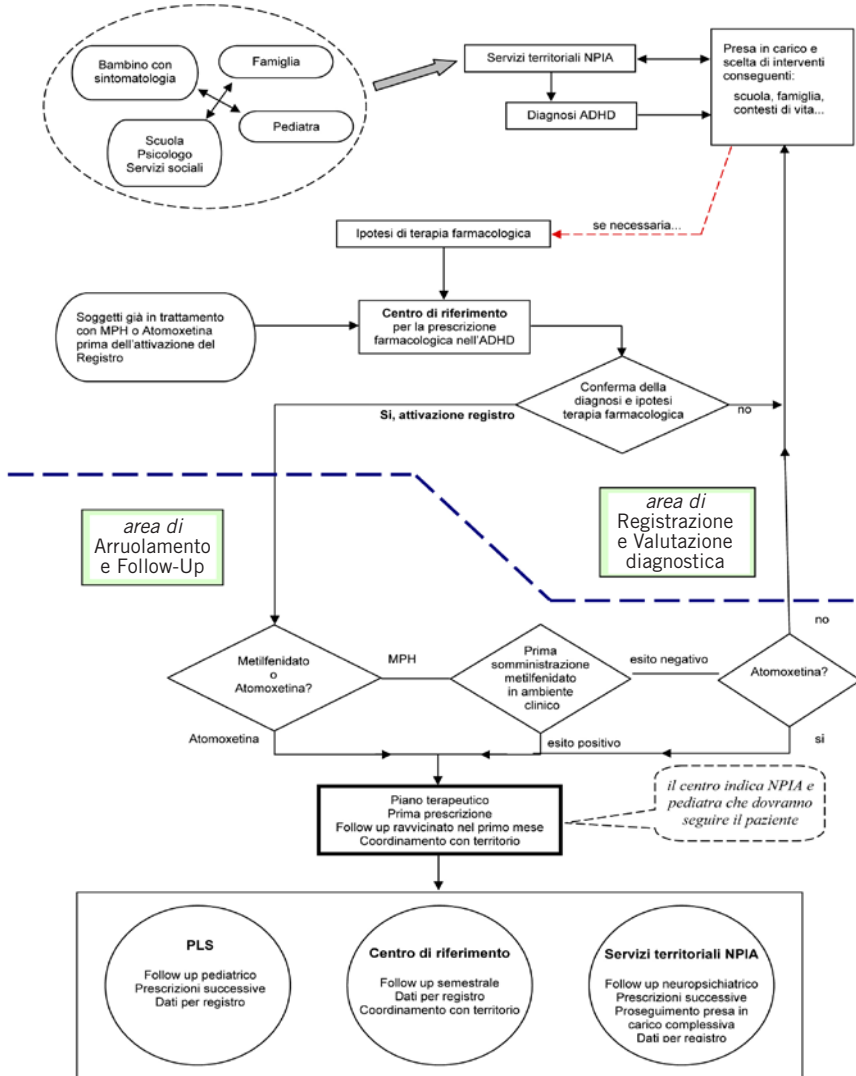 Bambino con
sintomatologia
Famiglia
Pediatra
Scuola
Psicologo
Servizi sociali
Servizi territoriali NPIA
Diagnosi ADHD
Presa in carico e
scelta di interventi
conseguenti:
scuola, famiglia,
contesti di vita...
se necessaria...
Ipotesi di terapia farmacologica
Soggetti già in trattamento
con MPH o Atomoxetina
prima dell'attivazione del
Registro
Centro di riferimento
per la prescrizione
farmacologica nell'ADHD
Conferma della
diagnosi e ipotesi
terapia farmacologica
Si, attivazione registro
no
area di
Arruolamento
e Follow-Up
area di
Registrazione
e Valutazione
diagnostica
no
Metilfenidato
o
Atomoxetina?
MPH
Prima
somministrazione
metilfenidato
in ambiente
clinico
esito negativo
Atomoxetina?
Atomoxetina
esito positivo
si
Piano terapeutico
Prima prescrizione
Follow up ravvicinato nel primo mese
Coordinamento con territorio
il centro indica NPIA e
pediatra che dovranno
seguire il paziente
PLS
Follow up pediatrico
Prescrizioni successive
Dati per registro
Centro di riferimento
Follow up semestrale
Dati per registro
Coordinamento con territorio
Servizi territoriali NPIA
Follow up neuropsichiatrico
Prescrizioni successive
Proseguimento presa in
carico complessiva
Dati per registro